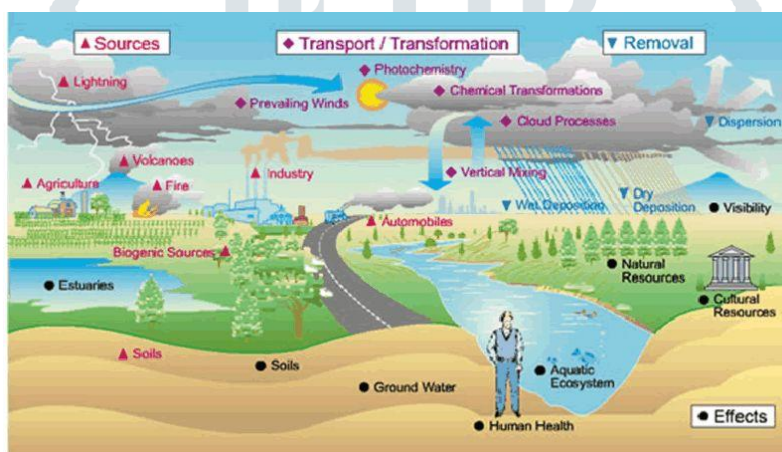 Sources
Transport / Transformation
Removal
Lightning
Photochemistry
Prevailing Winds
Chemical Transformations
Cloud Processes
Dispersion
Volcanoes
Agriculture
Fire
Industry
Vertical Mixing
Wet Deposition
Dry
Deposition
Visibility
Automobiles
Biogenic Sources
Natural
Resources
Estuaries
Cultural
Resources
Soils
Soils
Ground Water
Aquatic
Ecosystem
Human Health
Effects